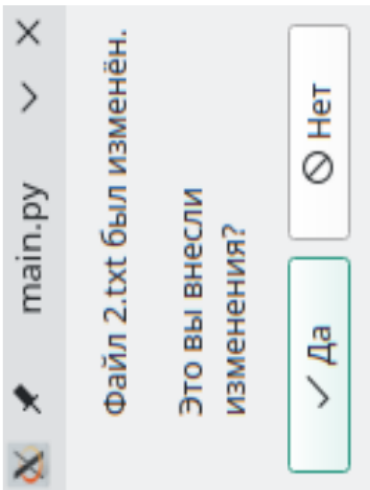 main.py
Файл 2.txt был изменён.
Это вы внесли
изменения?
Да
Нет